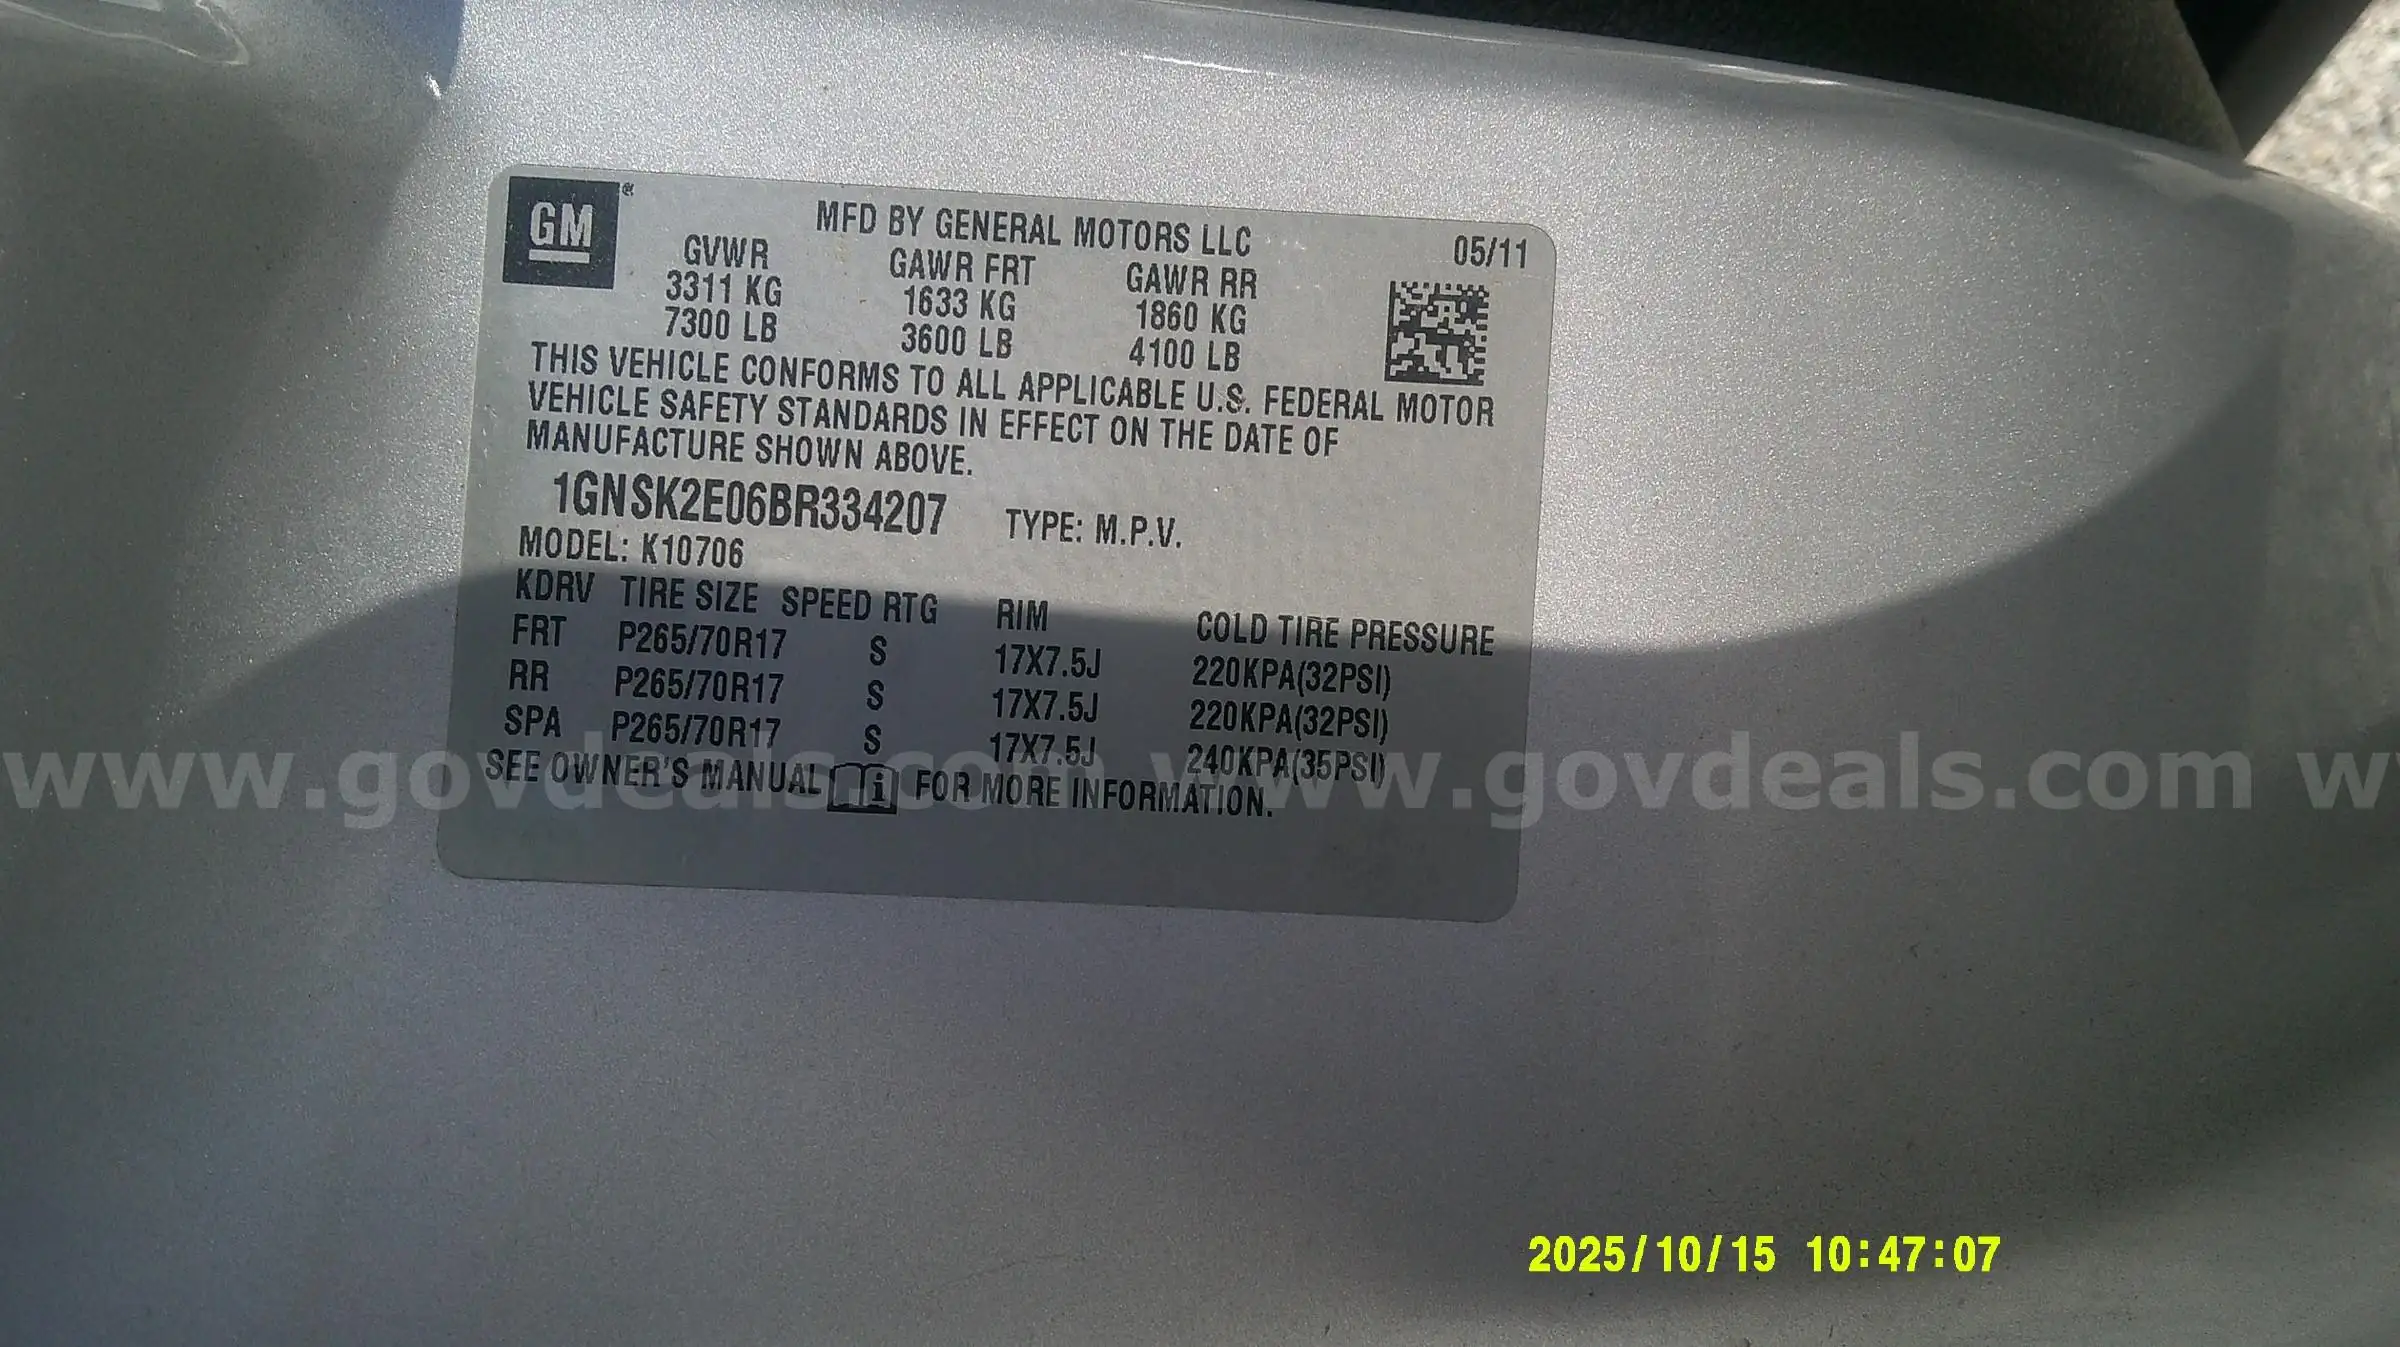 GM ®
MFD BY GENERAL MOTORS LLC 05/11
GVWR GAWR FRT GAWR RR
3311 KG 1633 KG 1860 KG
7300 LB 3600 LB 4100 LB
THIS VEHICLE CONFORMS TO ALL APPLICABLE U.S. FEDERAL MOTOR
VEHICLE SAFETY STANDARDS IN EFFECT ON THE DATE OF
MANUFACTURE SHOWN ABOVE.
1GNSK2E06BR334207 TYPE: M.P.V.
MODEL: K10706
KDRV TIRE SIZE SPEED RTG RIM COLD TIRE PRESSURE
FRT P265/70R17 S 17X7.5J 220KPA(32PSI)
RR P265/70R17 S 17X7.5J 220KPA(32PSI)
SPA P265/70R17 S 17X7.5J 240KPA(35PSI)
SEE OWNER'S MANUAL i FOR MORE INFORMATION.
www.govdeals.com www.govdeals.com w
2025/10/15 10:47:07